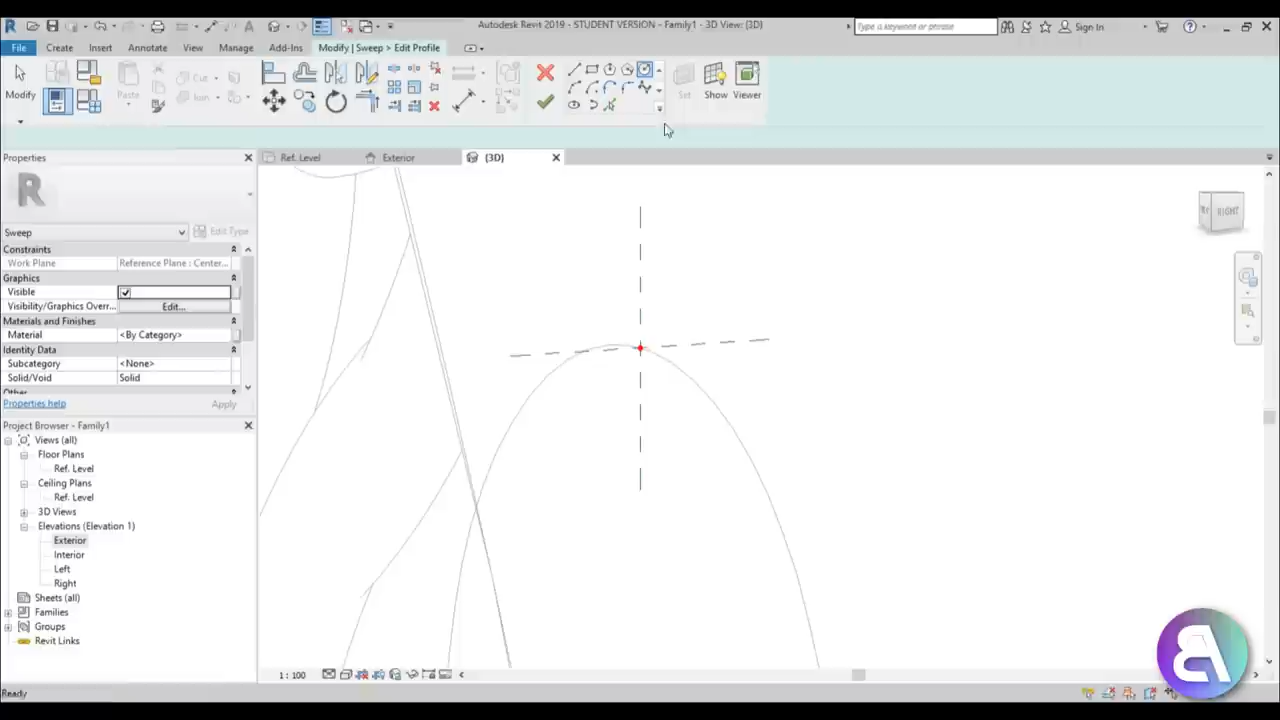 Autodesk Revit 2019 - STUDENT VERSION - Family1 - 3D View: {3D}
Type a keyword or phrase
Sign In
File Create Insert Annotate View Manage Add-Ins Modify | Sweep > Edit Profile
Modify
Paste
Cut
Join
Set Show Viewer
Properties
Ref. Level
Exterior
{3D}
RIGHT
Sweep
Edit Type
Constraints
Work Plane Reference Plane : Center...
Graphics
Visible
Visibility/Graphics Overr... Edit...
Materials and Finishes
Material <By Category>
Identity Data
Subcategory <None>
Solid/Void Solid
Other
Properties help Apply
Project Browser - Family1
Views (all)
Floor Plans
Ref. Level
Ceiling Plans
Ref. Level
3D Views
Elevations (Elevation 1)
Exterior
Interior
Left
Right
Sheets (all)
Families
Groups
Revit Links
1 : 100
Ready